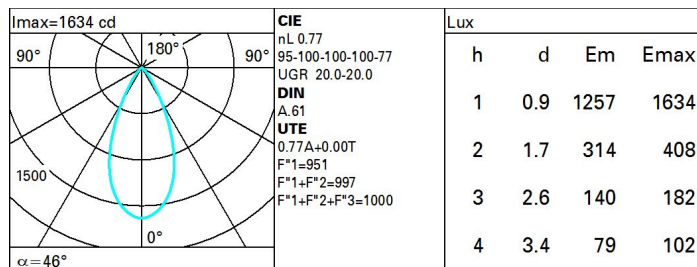 Imax=1634 cd
90° 180° 90°
1500
0°
α=46°
CIE
nL 0.77
95-100-100-100-77
UGR 20.0-20.0
DIN
A.61
UTE
0.77A+0.00T
F"1=951
F"1+F"2=997
F"1+F"2+F"3=1000
Lux
h d Em Emax
1 0.9 1257 1634
2 1.7 314 408
3 2.6 140 182
4 3.4 79 102